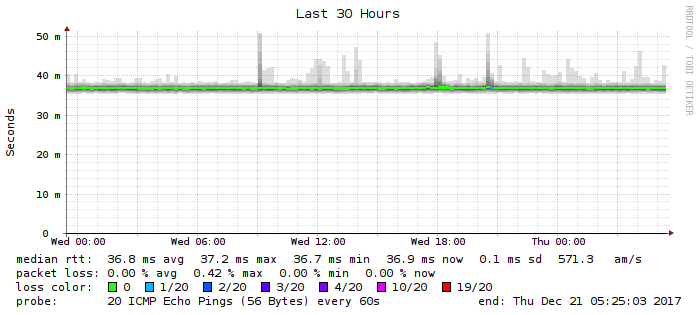 Last 30 Hours
RRDTOOL / TOBI OETIKER
Seconds
50 m
40 m
30 m
20 m
10 m
0
Wed 00:00 Wed 06:00 Wed 12:00 Wed 18:00 Thu 00:00
median rtt: 36.8 ms avg 37.2 ms max 36.7 ms min 36.9 ms now 0.1 ms sd 571.3 am/s
packet loss: 0.00 % avg 0.42 % max 0.00 % min 0.00 % now
loss color: 0 1/20 2/20 3/20 4/20 10/20 19/20
probe: 20 ICMP Echo Pings (56 Bytes) every 60s end: Thu Dec 21 05:25:03 2017